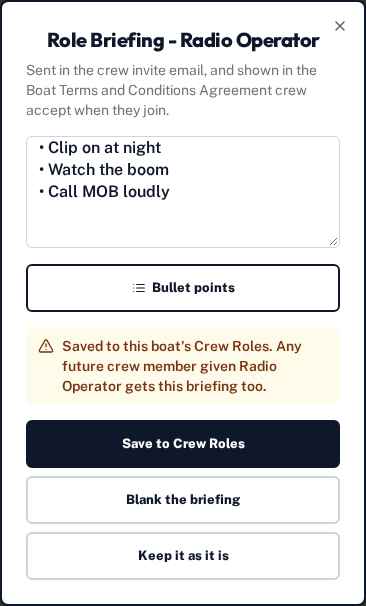 Role Briefing - Radio Operator
Sent in the crew invite email, and shown in the
Boat Terms and Conditions Agreement crew
accept when they join.
• Clip on at night
• Watch the boom
• Call MOB loudly
Bullet points
Saved to this boat's Crew Roles. Any
future crew member given Radio
Operator gets this briefing too.
Save to Crew Roles
Blank the briefing
Keep it as it is